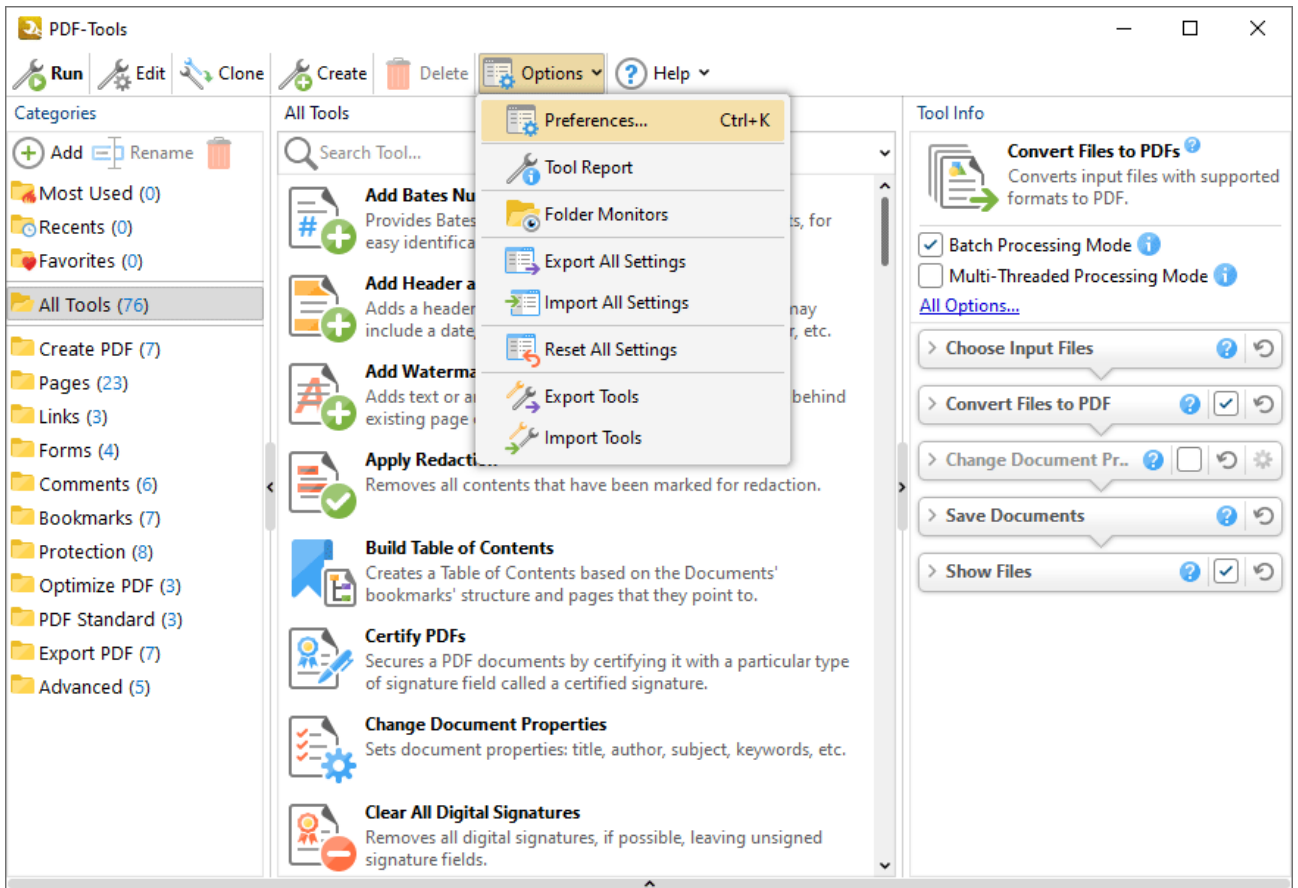 PDF-Tools
Run Edit Clone Create Delete Options Help
Categories
Add Rename
Most Used (0)
Recents (0)
Favorites (0)
All Tools (76)
Create PDF (7)
Pages (23)
Links (3)
Forms (4)
Comments (6)
Bookmarks (7)
Protection (8)
Optimize PDF (3)
PDF Standard (3)
Export PDF (7)
Advanced (5)
All Tools
Search Tool...
Add Bates Nu
Provides Bates ts, for
easy identifica
Add Header a
Adds a header nay
include a date, r, etc.
Add Waterma
Adds text or a behind
existing page
Apply Redacti
Removes all contents that have been marked for redaction.
Build Table of Contents
Creates a Table of Contents based on the Documents'
bookmarks' structure and pages that they point to.
Certify PDFs
Secures a PDF documents by certifying it with a particular type
of signature field called a certified signature.
Change Document Properties
Sets document properties: title, author, subject, keywords, etc.
Clear All Digital Signatures
Removes all digital signatures, if possible, leaving unsigned
signature fields.
Preferences... Ctrl+K
Tool Report
Folder Monitors
Export All Settings
Import All Settings
Reset All Settings
Export Tools
Import Tools
Tool Info
Convert Files to PDFs
Converts input files with supported
formats to PDF.
Batch Processing Mode
Multi-Threaded Processing Mode
All Options...
Choose Input Files
Convert Files to PDF
Change Document Pr..
Save Documents
Show Files